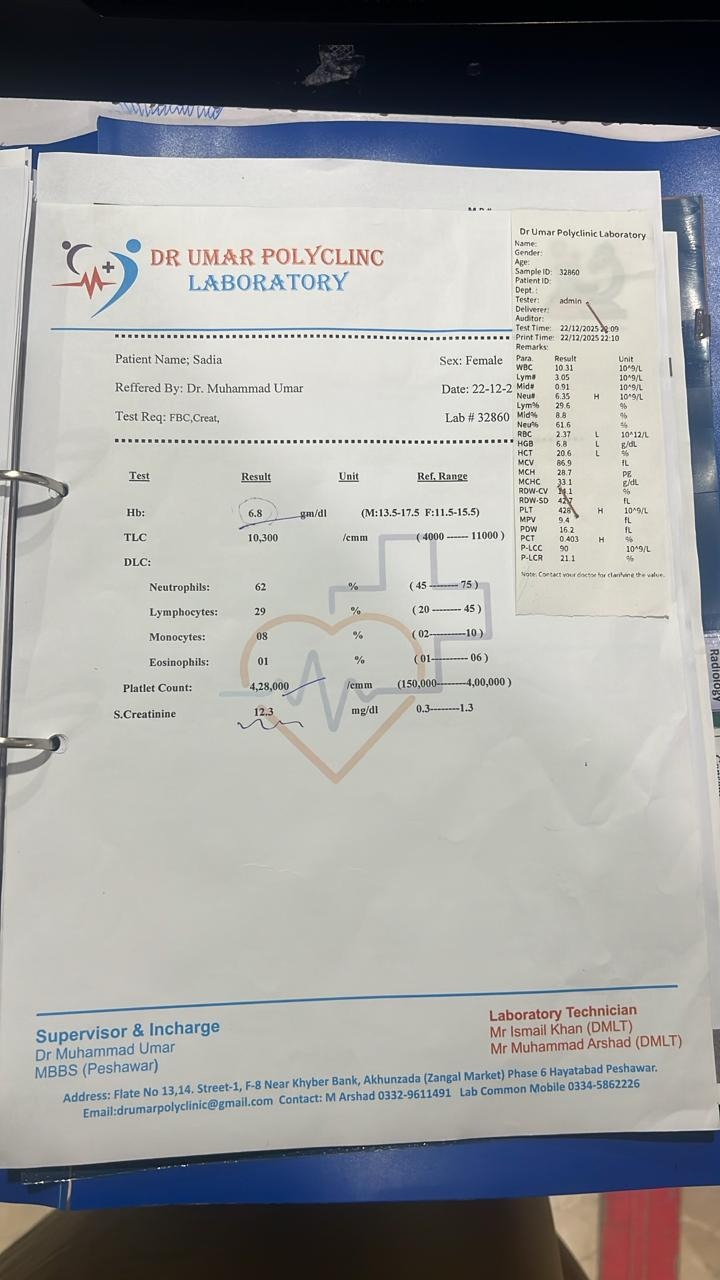 DR UMAR POLYCLINC
LABORATORY
Patient Name; Sadia
Sex: Female
Reffered By: Dr. Muhammad Umar
Date: 22-12-2
Test Req: FBC,Creat,
Lab # 32860
Test Result Unit Ref. Range
Hb: 6.8 gm/dl (M:13.5-17.5 F:11.5-15.5)
TLC 10,300 /cmm ( 4000 ------ 11000 )
DLC:
Neutrophils: 62 % ( 45 -------- 75 )
Lymphocytes: 29 % ( 20 -------- 45 )
Monocytes: 08 % ( 02----------10 )
Eosinophils: 01 % ( 01---------- 06 )
Platlet Count: 4,28,000 /cmm (150,000--------4,00,000 )
S.Creatinine 12.3 mg/dl 0.3--------1.3
Dr Umar Polyclinic Laboratory
Name:
Gender:
Age:
Sample ID: 32860
Patient ID:
Dept. :
Tester: admin
Deliverer:
Auditor:
Test Time: 22/12/2025 22:09
Print Time: 22/12/2025 22:10
Remarks:
Para. Result Unit
WBC 10.31 10^9/L
Lym# 3.05 10^9/L
Mid# 0.91 10^9/L
Neu# 6.35 H 10^9/L
Lym% 29.6 %
Mid% 8.8 %
Neu% 61.6 %
RBC 2.37 L 10^12/L
HGB 6.8 L g/dL
HCT 20.6 L %
MCV 86.9 fL
MCH 28.7 pg
MCHC 33.1 g/dL
RDW-CV 14.1 %
RDW-SD 42.7 fL
PLT 428 H 10^9/L
MPV 9.4 fL
PDW 16.2 fL
PCT 0.403 H %
P-LCC 90 10^9/L
P-LCR 21.1 %
Note: Contact your doctor for clarifying the value.
Radiology
Supervisor & Incharge
Dr Muhammad Umar
MBBS (Peshawar)
Laboratory Technician
Mr Ismail Khan (DMLT)
Mr Muhammad Arshad (DMLT)
Address: Flate No 13,14. Street-1, F-8 Near Khyber Bank, Akhunzada (Zangal Market) Phase 6 Hayatabad Peshawar.
Email:drumarpolyclinic@gmail.com Contact: M Arshad 0332-9611491 Lab Common Mobile 0334-5862226